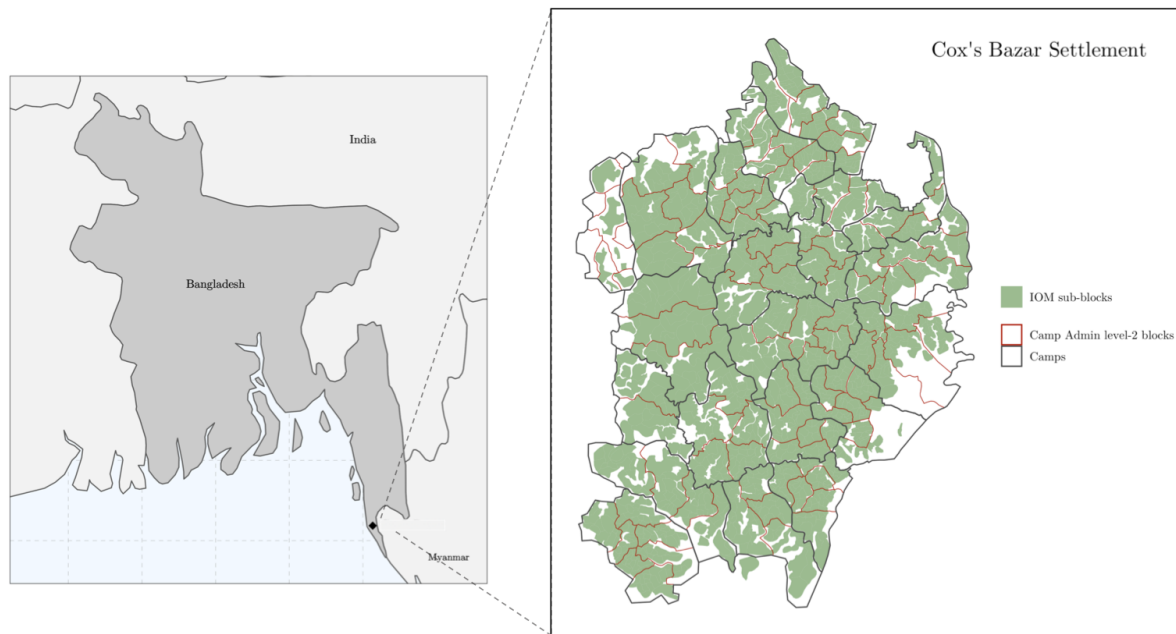 Cox's Bazar Settlement
India
Bangladesh
Myanmar
IOM sub-blocks
Camp Admin level-2 blocks
Camps